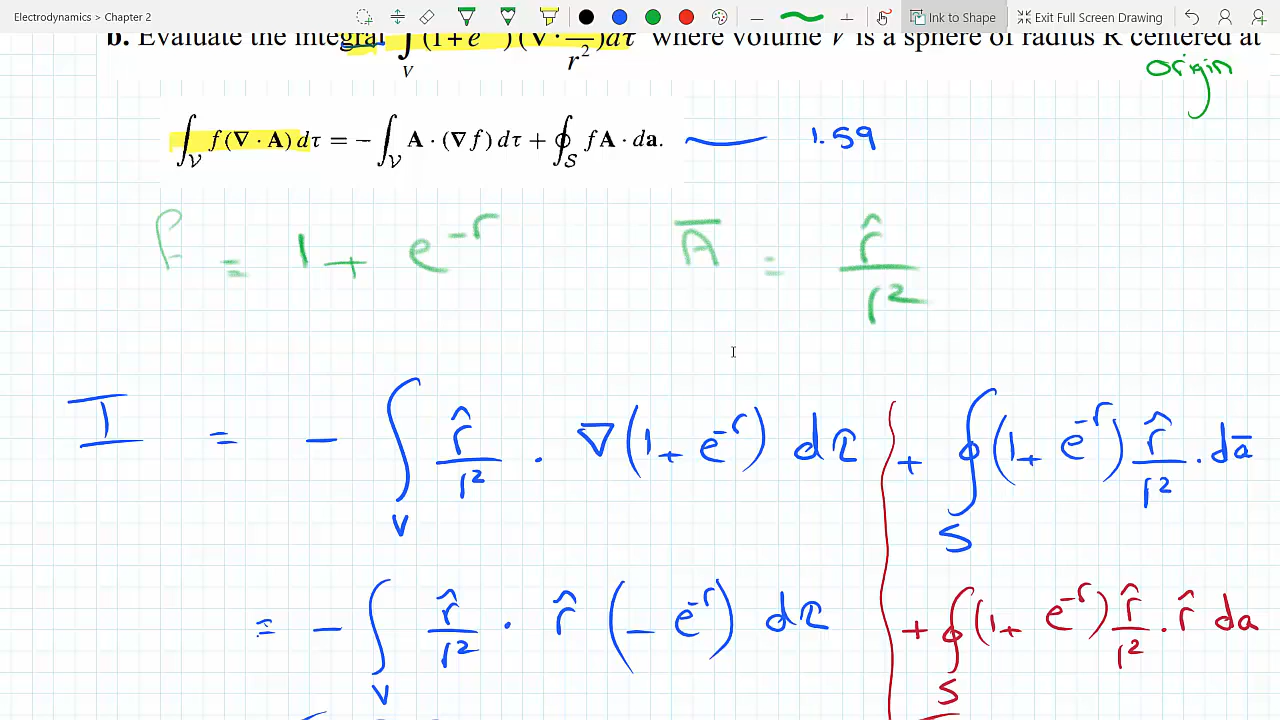 Electrodynamics > Chapter 2
Ink to Shape
Exit Full Screen Drawing
b. Evaluate the integral ∫_V (1+e ) (∇ · — / r²) dτ where volume V is a sphere of radius R centered at
origin
∫_V f(∇ · A) dτ = −∫_V A · (∇f) dτ + ∮_S fA · da. — 1.59
f = 1 + e^{-r} A̅ = r̂ / r²
I = − ∫_V r̂/r² · ∇(1 + e^{-r}) dτ + ∮_S (1 + e^{-r}) r̂/r² · da̅
= − ∫_V r̂/r² · r̂ (− e^{-r}) dτ + ∮_S (1 + e^{-r}) r̂/r² · r̂ da